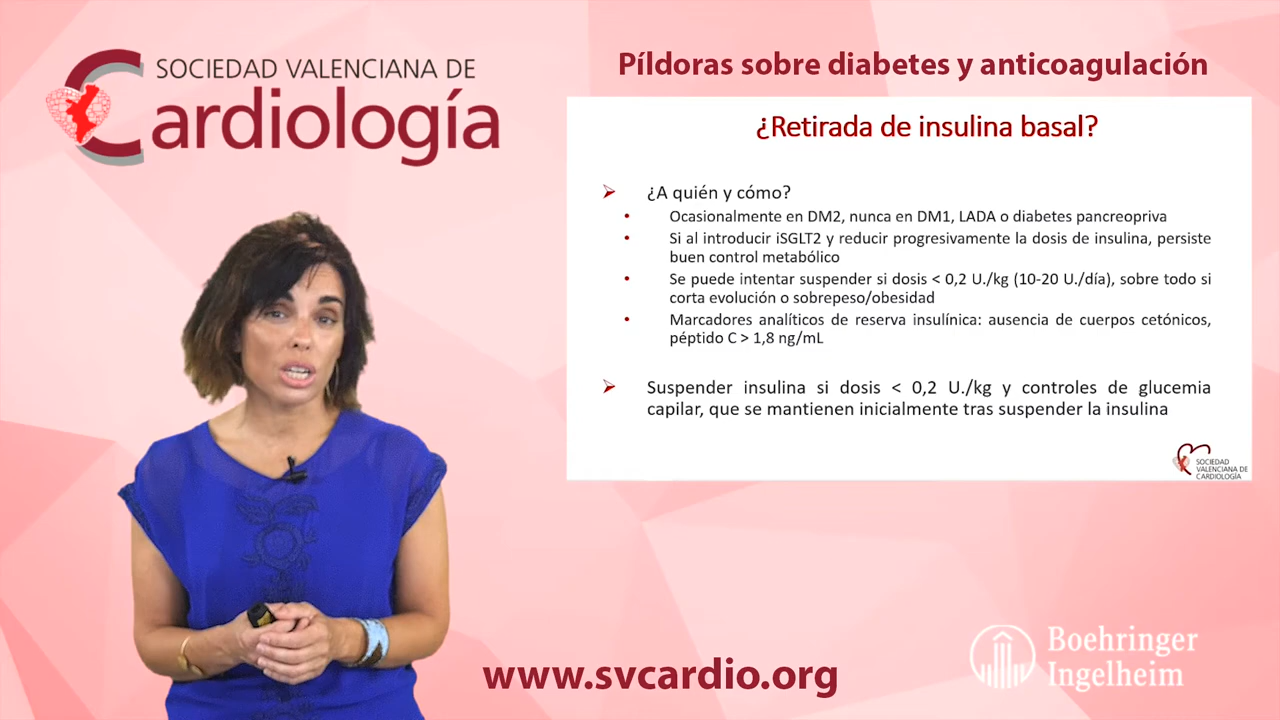 SOCIEDAD VALENCIANA DE
Cardiología
Píldoras sobre diabetes y anticoagulación
¿Retirada de insulina basal?
¿A quién y cómo?
Ocasionalmente en DM2, nunca en DM1, LADA o diabetes pancreopriva
Si al introducir iSGLT2 y reducir progresivamente la dosis de insulina, persiste
buen control metabólico
Se puede intentar suspender si dosis < 0,2 U./kg (10-20 U./día), sobre todo si
corta evolución o sobrepeso/obesidad
Marcadores analíticos de reserva insulínica: ausencia de cuerpos cetónicos,
péptido C > 1,8 ng/mL
Suspender insulina si dosis < 0,2 U./kg y controles de glucemia
capilar, que se mantienen inicialmente tras suspender la insulina
SOCIEDAD
VALENCIANA DE
CARDIOLOGÍA
www.svcardio.org
Boehringer
Ingelheim